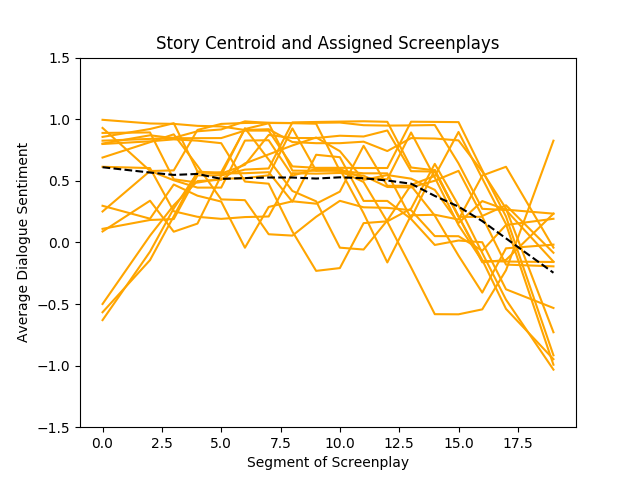 Story Centroid and Assigned Screenplays
1.5
1.0
0.5
0.0
−0.5
−1.0
−1.5
Average Dialogue Sentiment
0.0 2.5 5.0 7.5 10.0 12.5 15.0 17.5
Segment of Screenplay